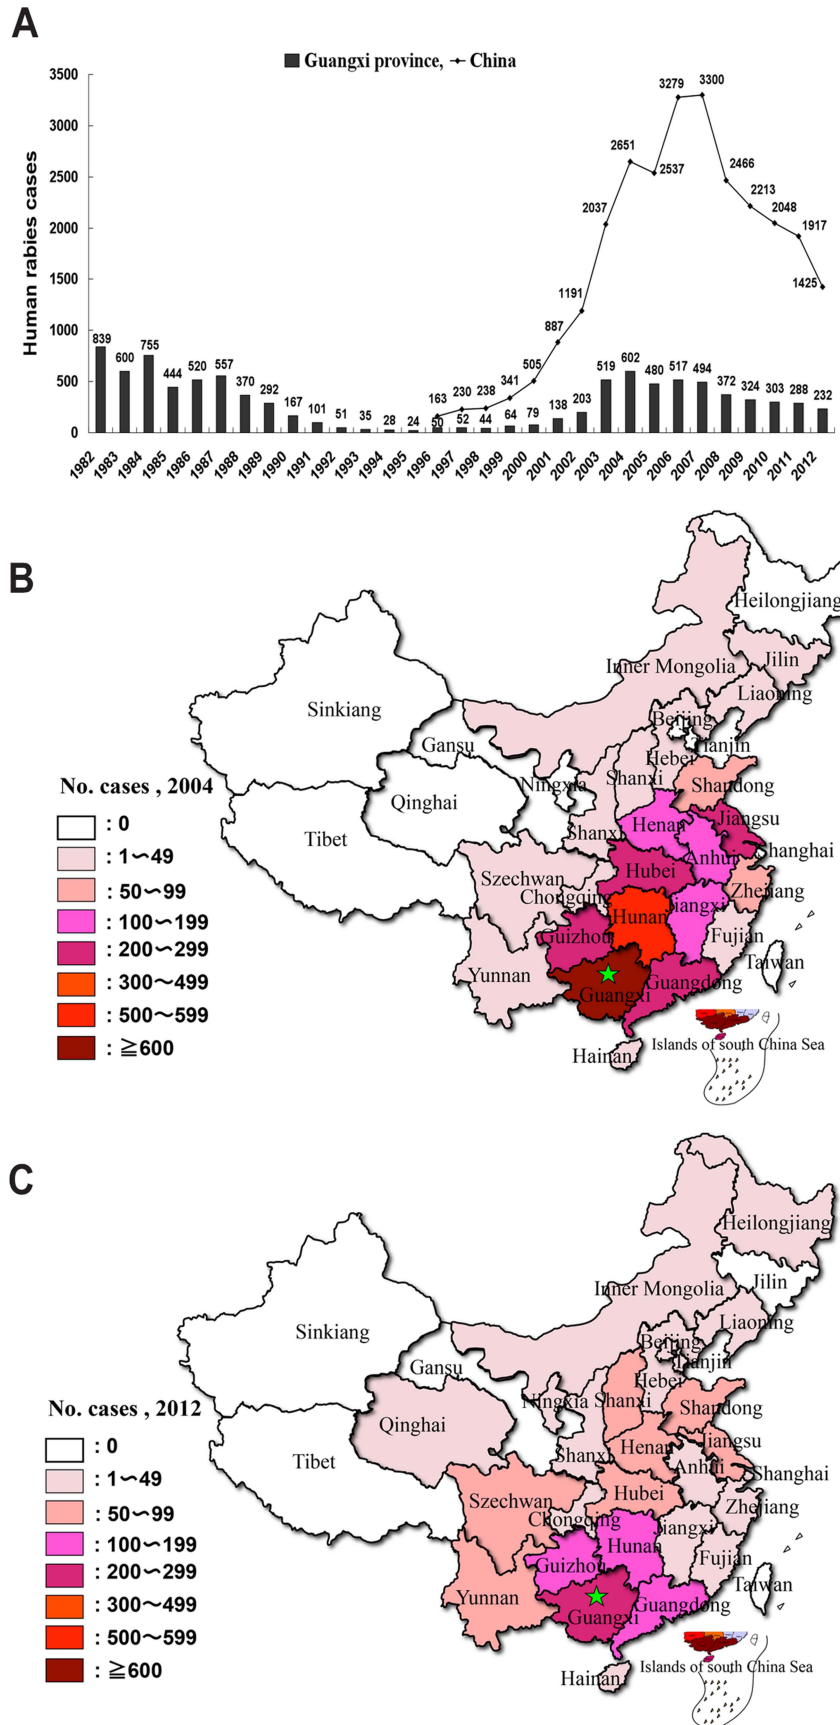 A
Guangxi province, China
Human rabies cases
3500
3000
2500
2000
1500
1000
500
0
839
600
755
444
520
557
370
292
167
101
51
35
28
24
50
52
44
64
79
138
203
519
602
480
517
494
372
324
303
288
232
163
230
238
341
505
887
1191
2037
2651
2537
3279
3300
2466
2213
2048
1917
1425
1982
1983
1984
1985
1986
1987
1988
1989
1990
1991
1992
1993
1994
1995
1996
1997
1998
1999
2000
2001
2002
2003
2004
2005
2006
2007
2008
2009
2010
2011
2012
B
Heilongjiang
Inner Mongolia
Jilin
Liaoning
Sinkiang
Beijing
Gansu
Tianjin
Hebei
Ningxia
Shanxi
Shandong
Qinghai
Tibet
Shanxi
Henan
Jiangsu
Anhui
Shanghai
Szechwan
Hubei
Chongqing
Zhejiang
Hunan
Jiangxi
Guizhou
Fujian
Yunnan
Guangxi
Guangdong
Taiwan
Hainan
Islands of south China Sea
No. cases , 2004
: 0
: 1~49
: 50~99
: 100~199
: 200~299
: 300~499
: 500~599
: ≧600
C
Heilongjiang
Inner Mongolia
Jilin
Liaoning
Sinkiang
Beijing
Gansu
Tianjin
Hebei
Ningxia
Shanxi
Shandong
Qinghai
Tibet
Shanxi
Henan
Jiangsu
Anhui
Shanghai
Szechwan
Hubei
Chongqing
Zhejiang
Hunan
Jiangxi
Guizhou
Fujian
Yunnan
Guangxi
Guangdong
Taiwan
Hainan
Islands of south China Sea
No. cases , 2012
: 0
: 1~49
: 50~99
: 100~199
: 200~299
: 300~499
: 500~599
: ≧600